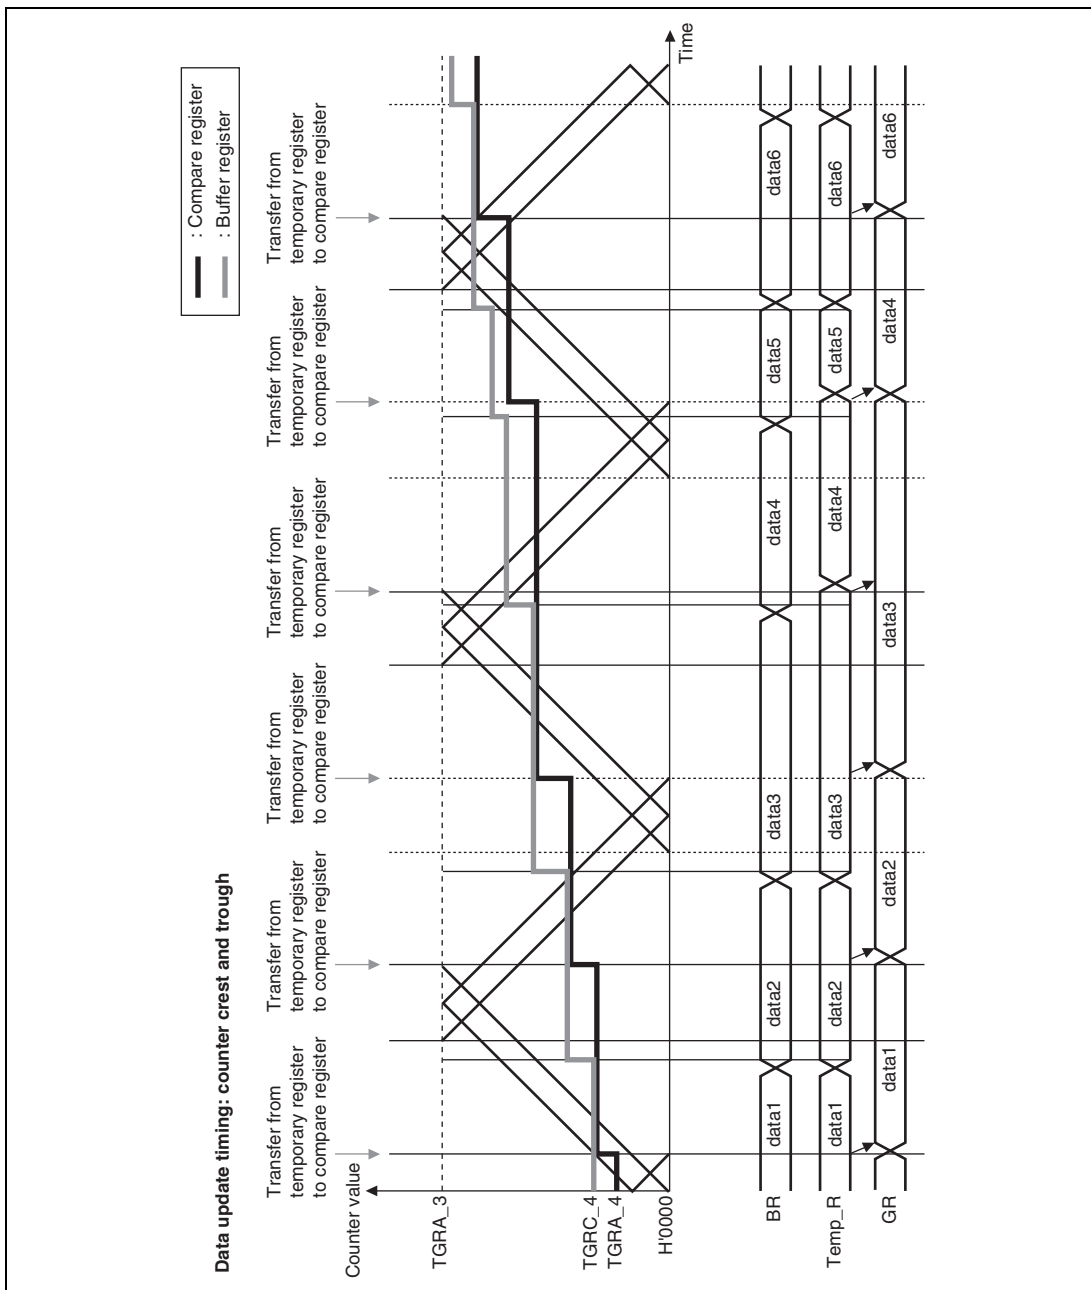 Data update timing: counter crest and trough
: Compare register
: Buffer register
Transfer from
temporary register
to compare register
Transfer from
temporary register
to compare register
Transfer from
temporary register
to compare register
Transfer from
temporary register
to compare register
Transfer from
temporary register
to compare register
Transfer from
temporary register
to compare register
Counter value
TGRA_3
TGRC_4
TGRA_4
H'0000
Time
BR
data1
data2
data3
data4
data5
data6
Temp_R
data1
data2
data3
data4
data5
data6
GR
data1
data2
data3
data4
data6